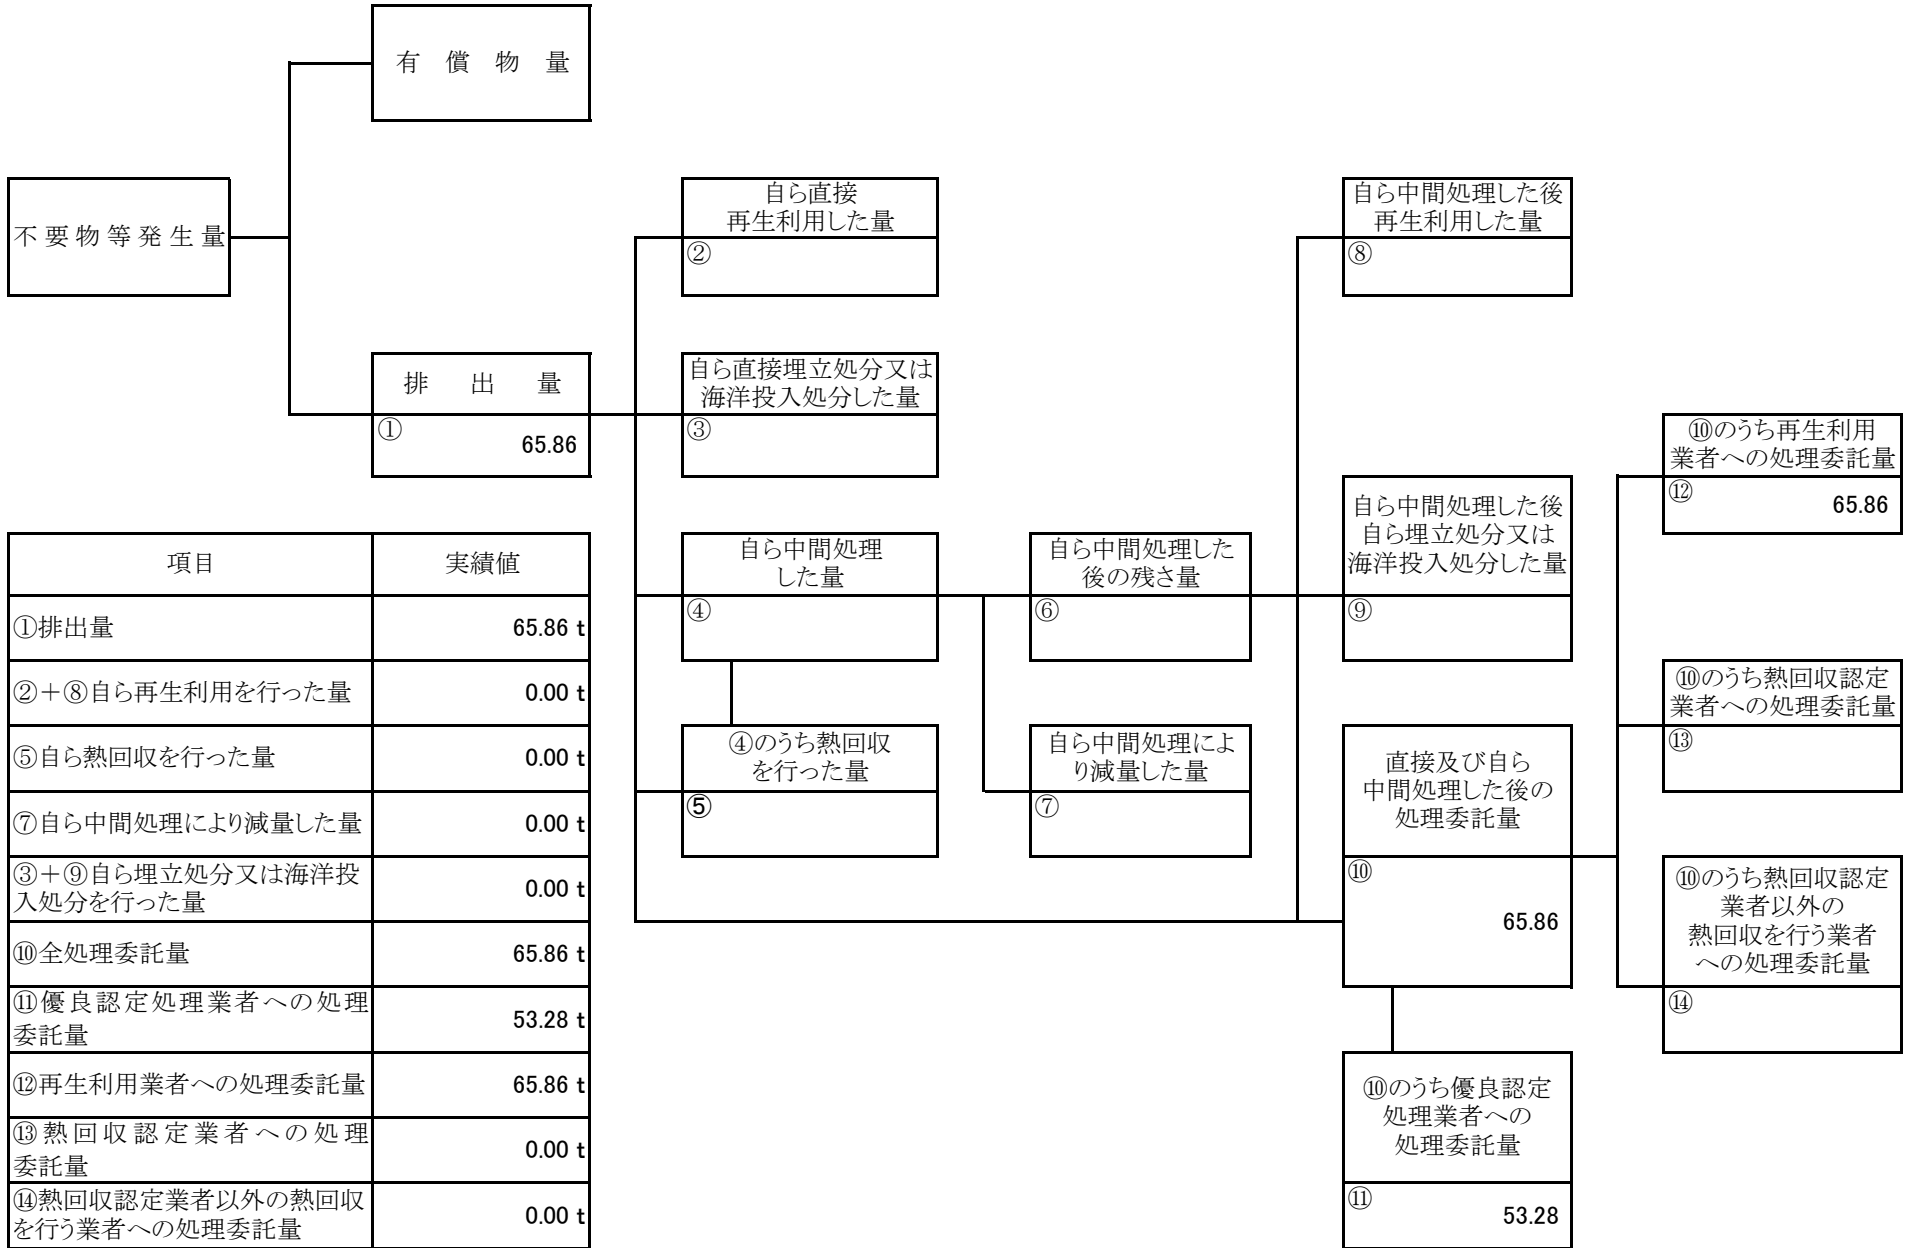 有　償　物　量
不要物等発生量
自ら直接
再生利用した量
②
自ら中間処理した後
再生利用した量
⑧
排　出　量
①
65.86
自ら直接埋立処分又は
海洋投入処分した量
③
⑩のうち再生利用
業者への処理委託量
⑫
65.86
自ら中間処理
した量
④
自ら中間処理した
後の残さ量
⑥
自ら中間処理した後
自ら埋立処分又は
海洋投入処分した量
⑨
⑩のうち熱回収認定
業者への処理委託量
⑬
④のうち熱回収
を行った量
⑤
自ら中間処理によ
り減量した量
⑦
直接及び自ら
中間処理した後の
処理委託量
⑩
65.86
⑩のうち熱回収認定
業者以外の
熱回収を行う業者
への処理委託量
⑭
⑩のうち優良認定
処理業者への
処理委託量
⑪
53.28
項目 実績値
①排出量 65.86 t
②＋⑧自ら再生利用を行った量 0.00 t
⑤自ら熱回収を行った量 0.00 t
⑦自ら中間処理により減量した量 0.00 t
③＋⑨自ら埋立処分又は海洋投
入処分を行った量 0.00 t
⑩全処理委託量 65.86 t
⑪優良認定処理業者への処理
委託量 53.28 t
⑫再生利用業者への処理委託量 65.86 t
⑬熱回収認定業者への処理
委託量 0.00 t
⑭熱回収認定業者以外の熱回収
を行う業者への処理委託量 0.00 t